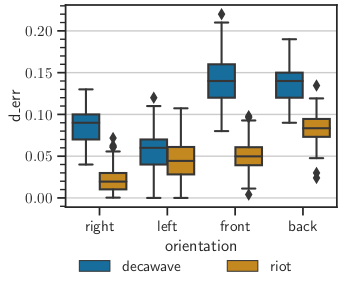 0.20
0.15
0.10
0.05
0.00
d_err
right left front back
orientation
decawave riot